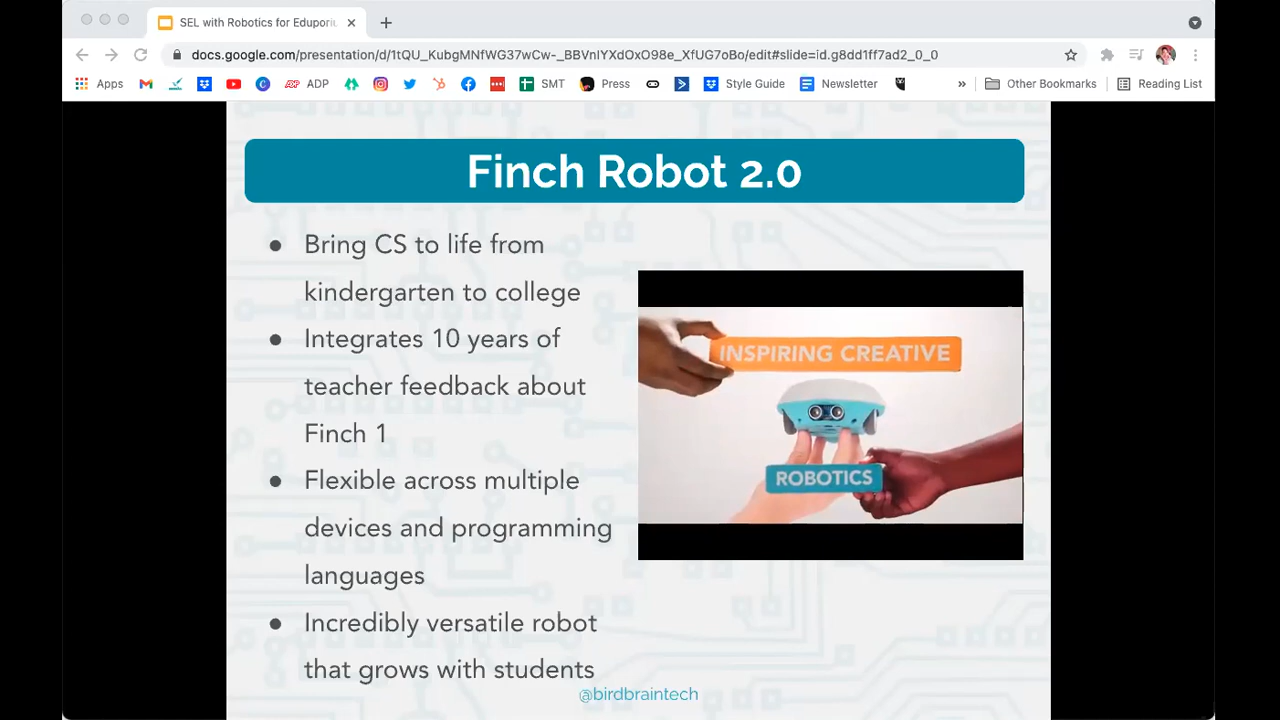 SEL with Robotics for Eduporiu
docs.google.com/presentation/d/1tQU_KubgMNfWG37wCw-_BBVnIYXdOxO98e_XfUG7oBo/edit#slide=id.g8dd1ff7ad2_0_0
Apps ADP SMT Press Style Guide Newsletter » Other Bookmarks Reading List
Finch Robot 2.0
● Bring CS to life from
kindergarten to college
● Integrates 10 years of
teacher feedback about
Finch 1
● Flexible across multiple
devices and programming
languages
● Incredibly versatile robot
that grows with students
INSPIRING CREATIVE
ROBOTICS
@birdbraintech